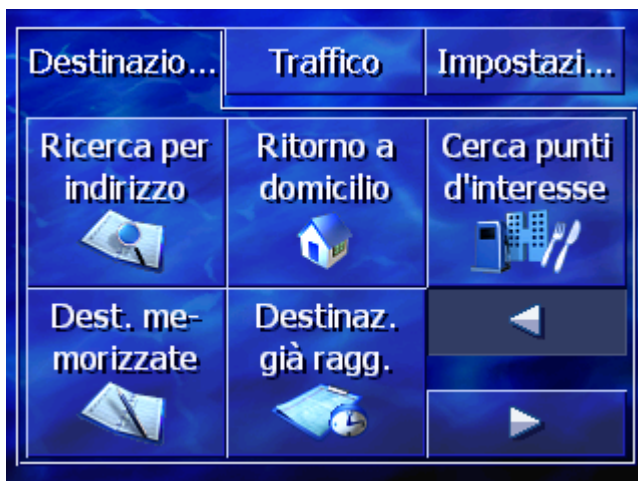 Destinazio... Traffico Impostazi...
Ricerca per
indirizzo
Ritorno a
domicilio
Cerca punti
d'interesse
Dest. me-
morizzate
Destinaz.
già ragg.